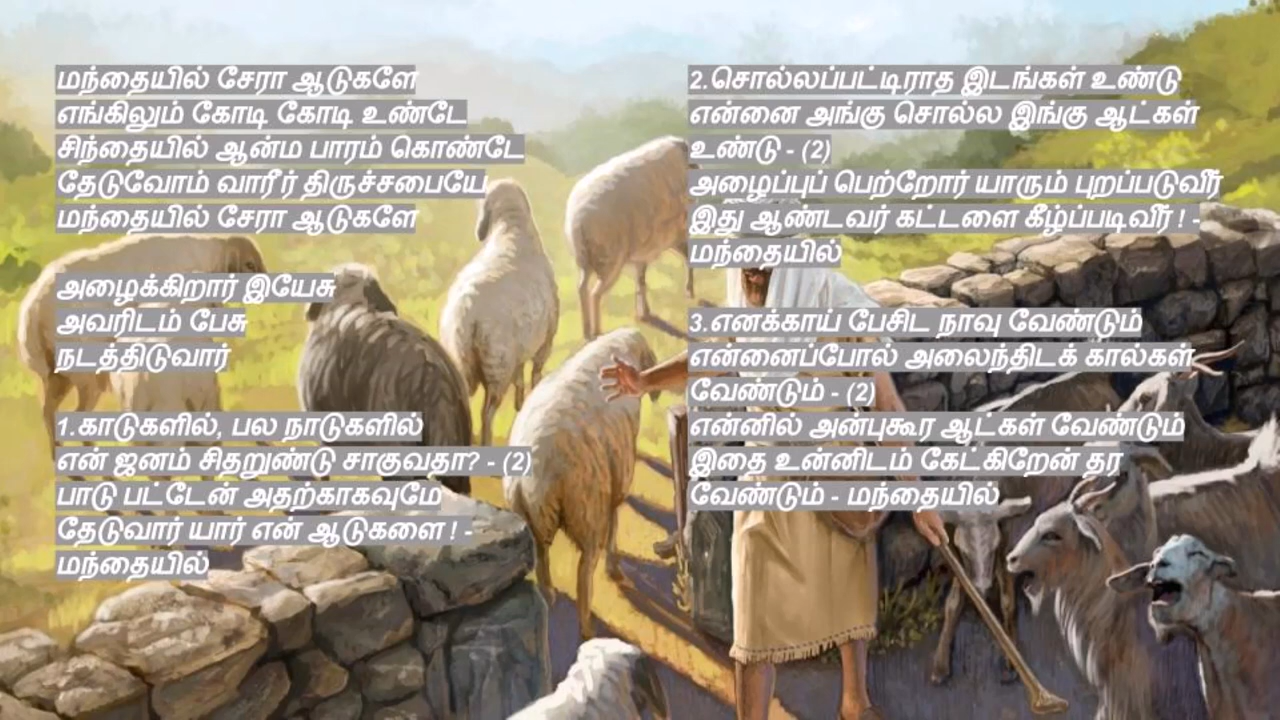 மந்தையில் சேரா ஆடுகளே
எங்கிலும் கோடி கோடி உண்டே
சிந்தையில் ஆன்ம பாரம் கொண்டே
தேடுவோம் வாரீர் திருச்சபையே
மந்தையில் சேரா ஆடுகளே
அழைக்கிறார் இயேசு
அவரிடம் பேசு
நடத்திடுவார்
1.காடுகளில், பல நாடுகளில்
என் ஜனம் சிதறுண்டு சாகுவதா? - (2)
பாடு பட்டேன் அதற்காகவுமே
தேடுவார் யார் என் ஆடுகளை ! -
மந்தையில்
2.சொல்லப்பட்டிராத இடங்கள் உண்டு
என்னை அங்கு சொல்ல இங்கு ஆட்கள்
உண்டு - (2)
அழைப்புப் பெற்றோர் யாரும் புறப்படுவீர்
இது ஆண்டவர் கட்டளை கீழ்ப்படிவீர் ! -
மந்தையில்
3.எனக்காய் பேசிட நாவு வேண்டும்
என்னைப்போல் அலைந்திடக் கால்கள்
வேண்டும் - (2)
என்னில் அன்புகூர ஆட்கள் வேண்டும்
இதை உன்னிடம் கேட்கிறேன் தர
வேண்டும் - மந்தையில்